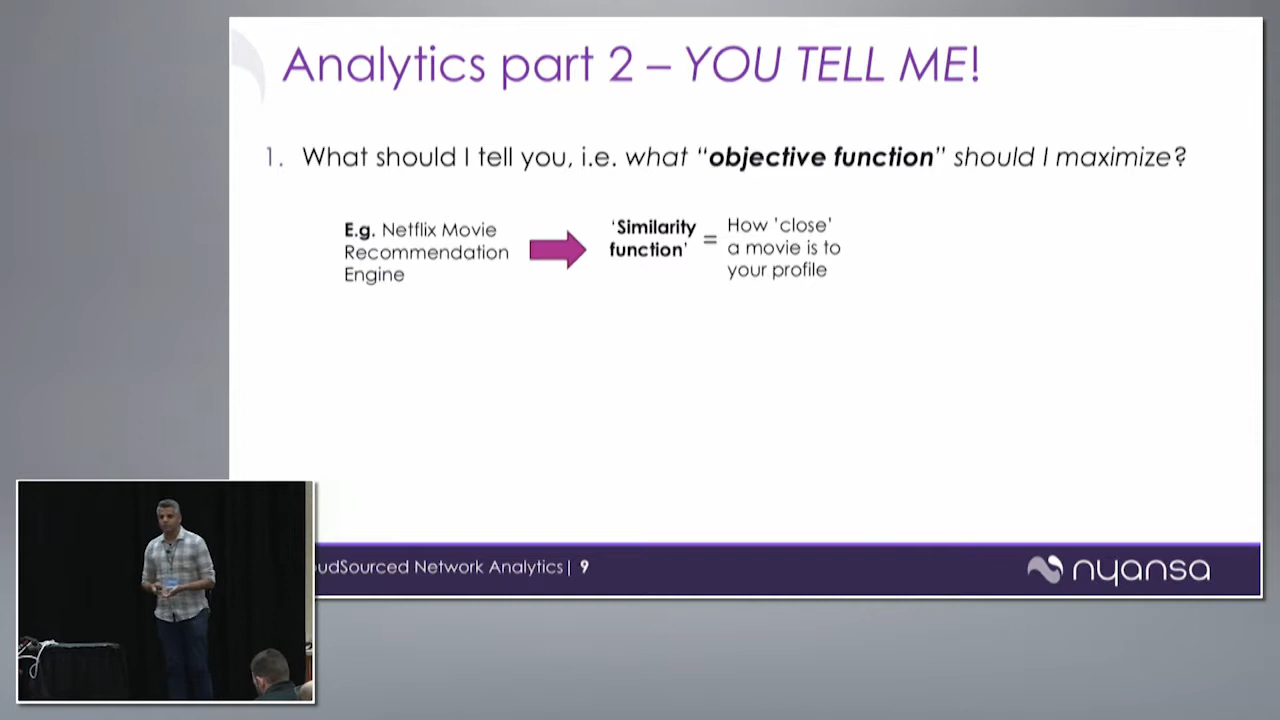 Analytics part 2 – YOU TELL ME!
1. What should I tell you, i.e. what “objective function” should I maximize?
E.g. Netflix Movie
Recommendation
Engine
‘Similarity
function’
=
How 'close'
a movie is to
your profile
Network Analytics| 9
nyansa